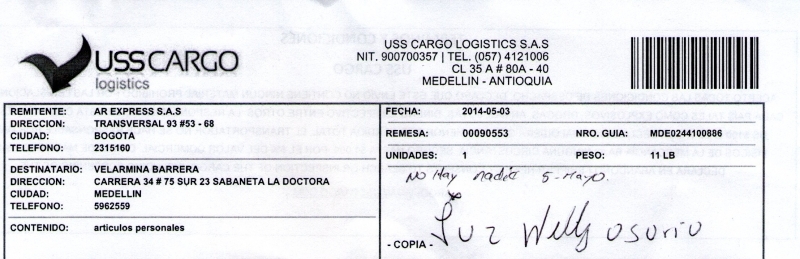 USSCARGO
logistics
USS CARGO LOGISTICS S.A.S
NIT. 900700357 | TEL. (057) 4121006
CL 35 A # 80A - 40
MEDELLIN - ANTIOQUIA
REMITENTE: AR EXPRESS S.A.S
DIRECCION: TRANSVERSAL 93 #53 - 68
CIUDAD: BOGOTA
TELEFONO: 2315160
DESTINATARIO: VELARMINA BARRERA
DIRECCION: CARRERA 34 # 75 SUR 23 SABANETA LA DOCTORA
CIUDAD: MEDELLIN
TELEFONO: 5962559
CONTENIDO: articulos personales
FECHA: 2014-05-03
REMESA: 00090553 NRO. GUIA: MDE0244100886
UNIDADES: 1 PESO: 11 LB
No Hay nadie 5-Mayo.
Luz Nelly osorio
- COPIA -